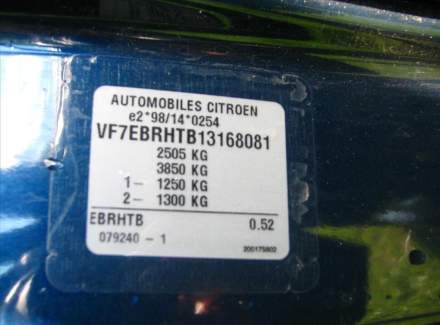 AUTOMOBILES CITROEN
e2*98/14*0254
VF7EBRHTB13168081
2505 KG
3850 KG
1- 1250 KG
2- 1300 KG
EBRHTB 0.52
079240 - 1
200175802